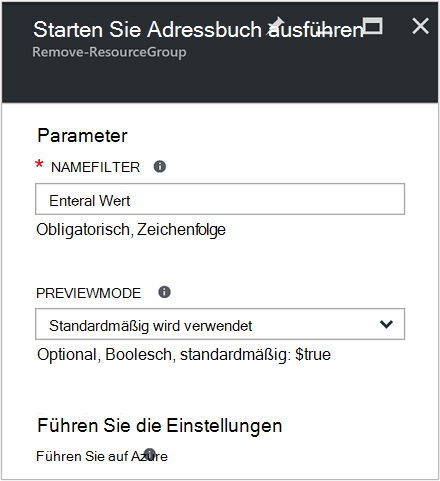 Starten Sie Adressbuch ausführen
Remove-ResourceGroup
Parameter
* NAMEFILTER
Enteral Wert
Obligatorisch, Zeichenfolge
PREVIEWMODE
Standardmäßig wird verwendet
Optional, Boolesch, standardmäßig: $true
Führen Sie die Einstellungen
Führen Sie auf Azure